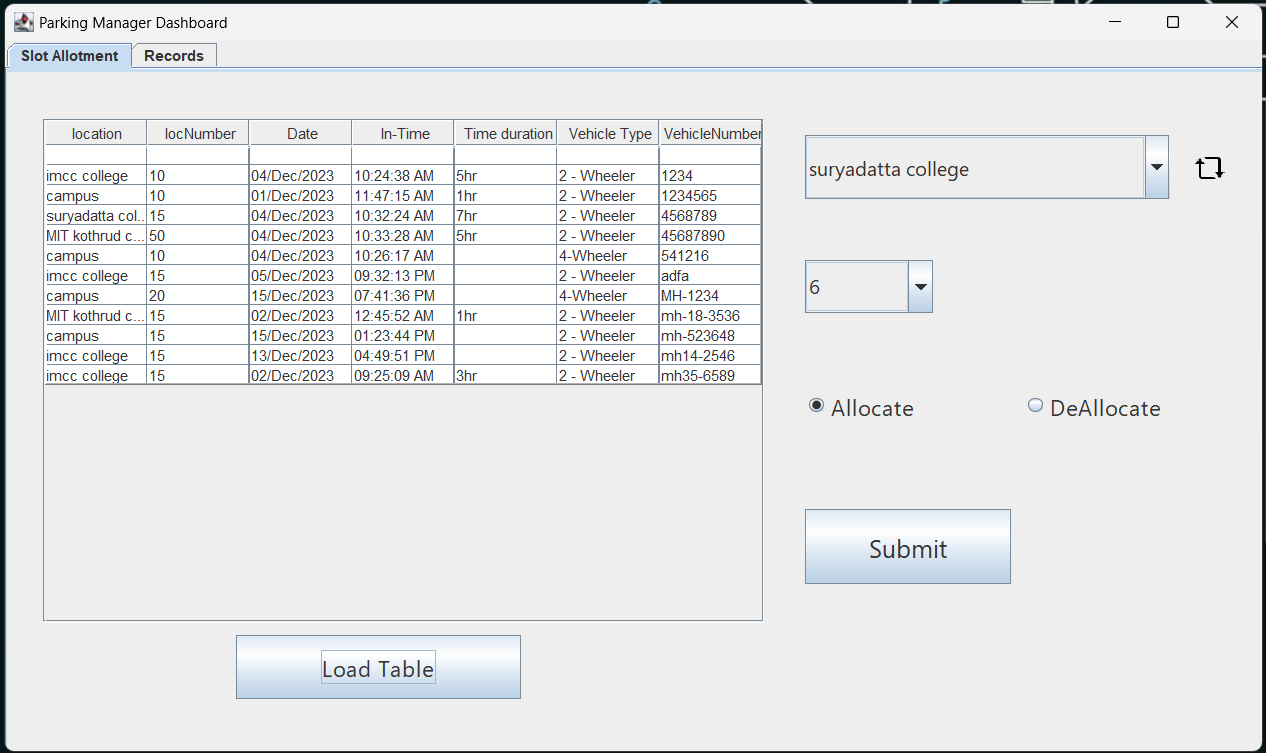 Parking Manager Dashboard
Slot Allotment Records
location locNumber Date In-Time Time duration Vehicle Type VehicleNumber
imcc college 10 04/Dec/2023 10:24:38 AM 5hr 2 - Wheeler 1234
campus 10 01/Dec/2023 11:47:15 AM 1hr 2 - Wheeler 1234565
suryadatta col... 15 04/Dec/2023 10:32:24 AM 7hr 2 - Wheeler 4568789
MIT kothrud c... 50 04/Dec/2023 10:33:28 AM 5hr 2 - Wheeler 45687890
campus 10 04/Dec/2023 10:26:17 AM 4-Wheeler 541216
imcc college 15 05/Dec/2023 09:32:13 PM 2 - Wheeler adfa
campus 20 15/Dec/2023 07:41:36 PM 4-Wheeler MH-1234
MIT kothrud c... 15 02/Dec/2023 12:45:52 AM 1hr 2 - Wheeler mh-18-3536
campus 15 15/Dec/2023 01:23:44 PM 2 - Wheeler mh-523648
imcc college 15 13/Dec/2023 04:49:51 PM 2 - Wheeler mh14-2546
imcc college 15 02/Dec/2023 09:25:09 AM 3hr 2 - Wheeler mh35-6589
suryadatta college
6
Allocate DeAllocate
Submit
Load Table